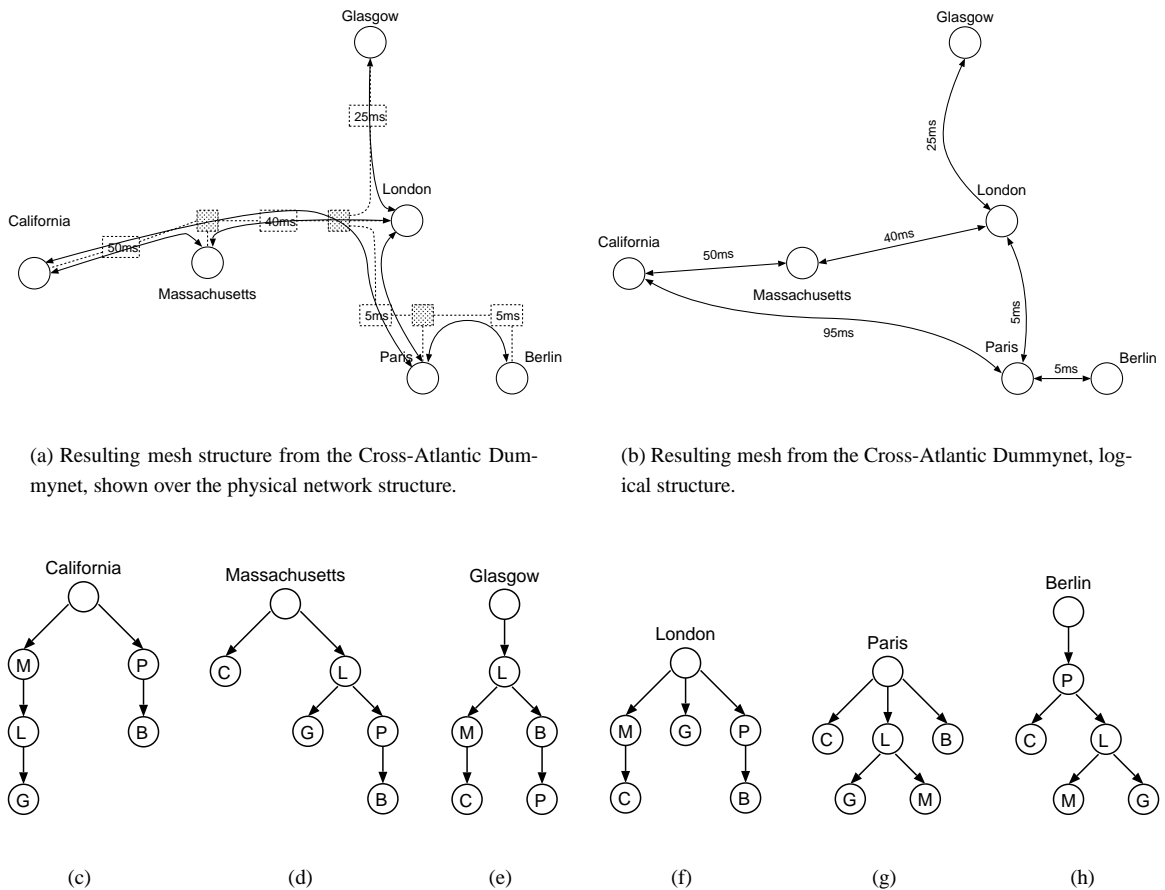 Glasgow
25ms
London
California
50ms
40ms
Massachusetts
5ms
5ms
Paris
Berlin
Glasgow
25ms
London
California
50ms
40ms
Massachusetts
95ms
5ms
Paris
5ms
Berlin
(a) Resulting mesh structure from the Cross-Atlantic Dum-
mynet, shown over the physical network structure.
(b) Resulting mesh from the Cross-Atlantic Dummynet, log-
ical structure.
California
M P
L B
G
Massachusetts
C L
G P
B
Glasgow
L
M B
C P
London
M G P
C B
Paris
C L B
G M
Berlin
P
C L
M G
(c) (d) (e) (f) (g) (h)